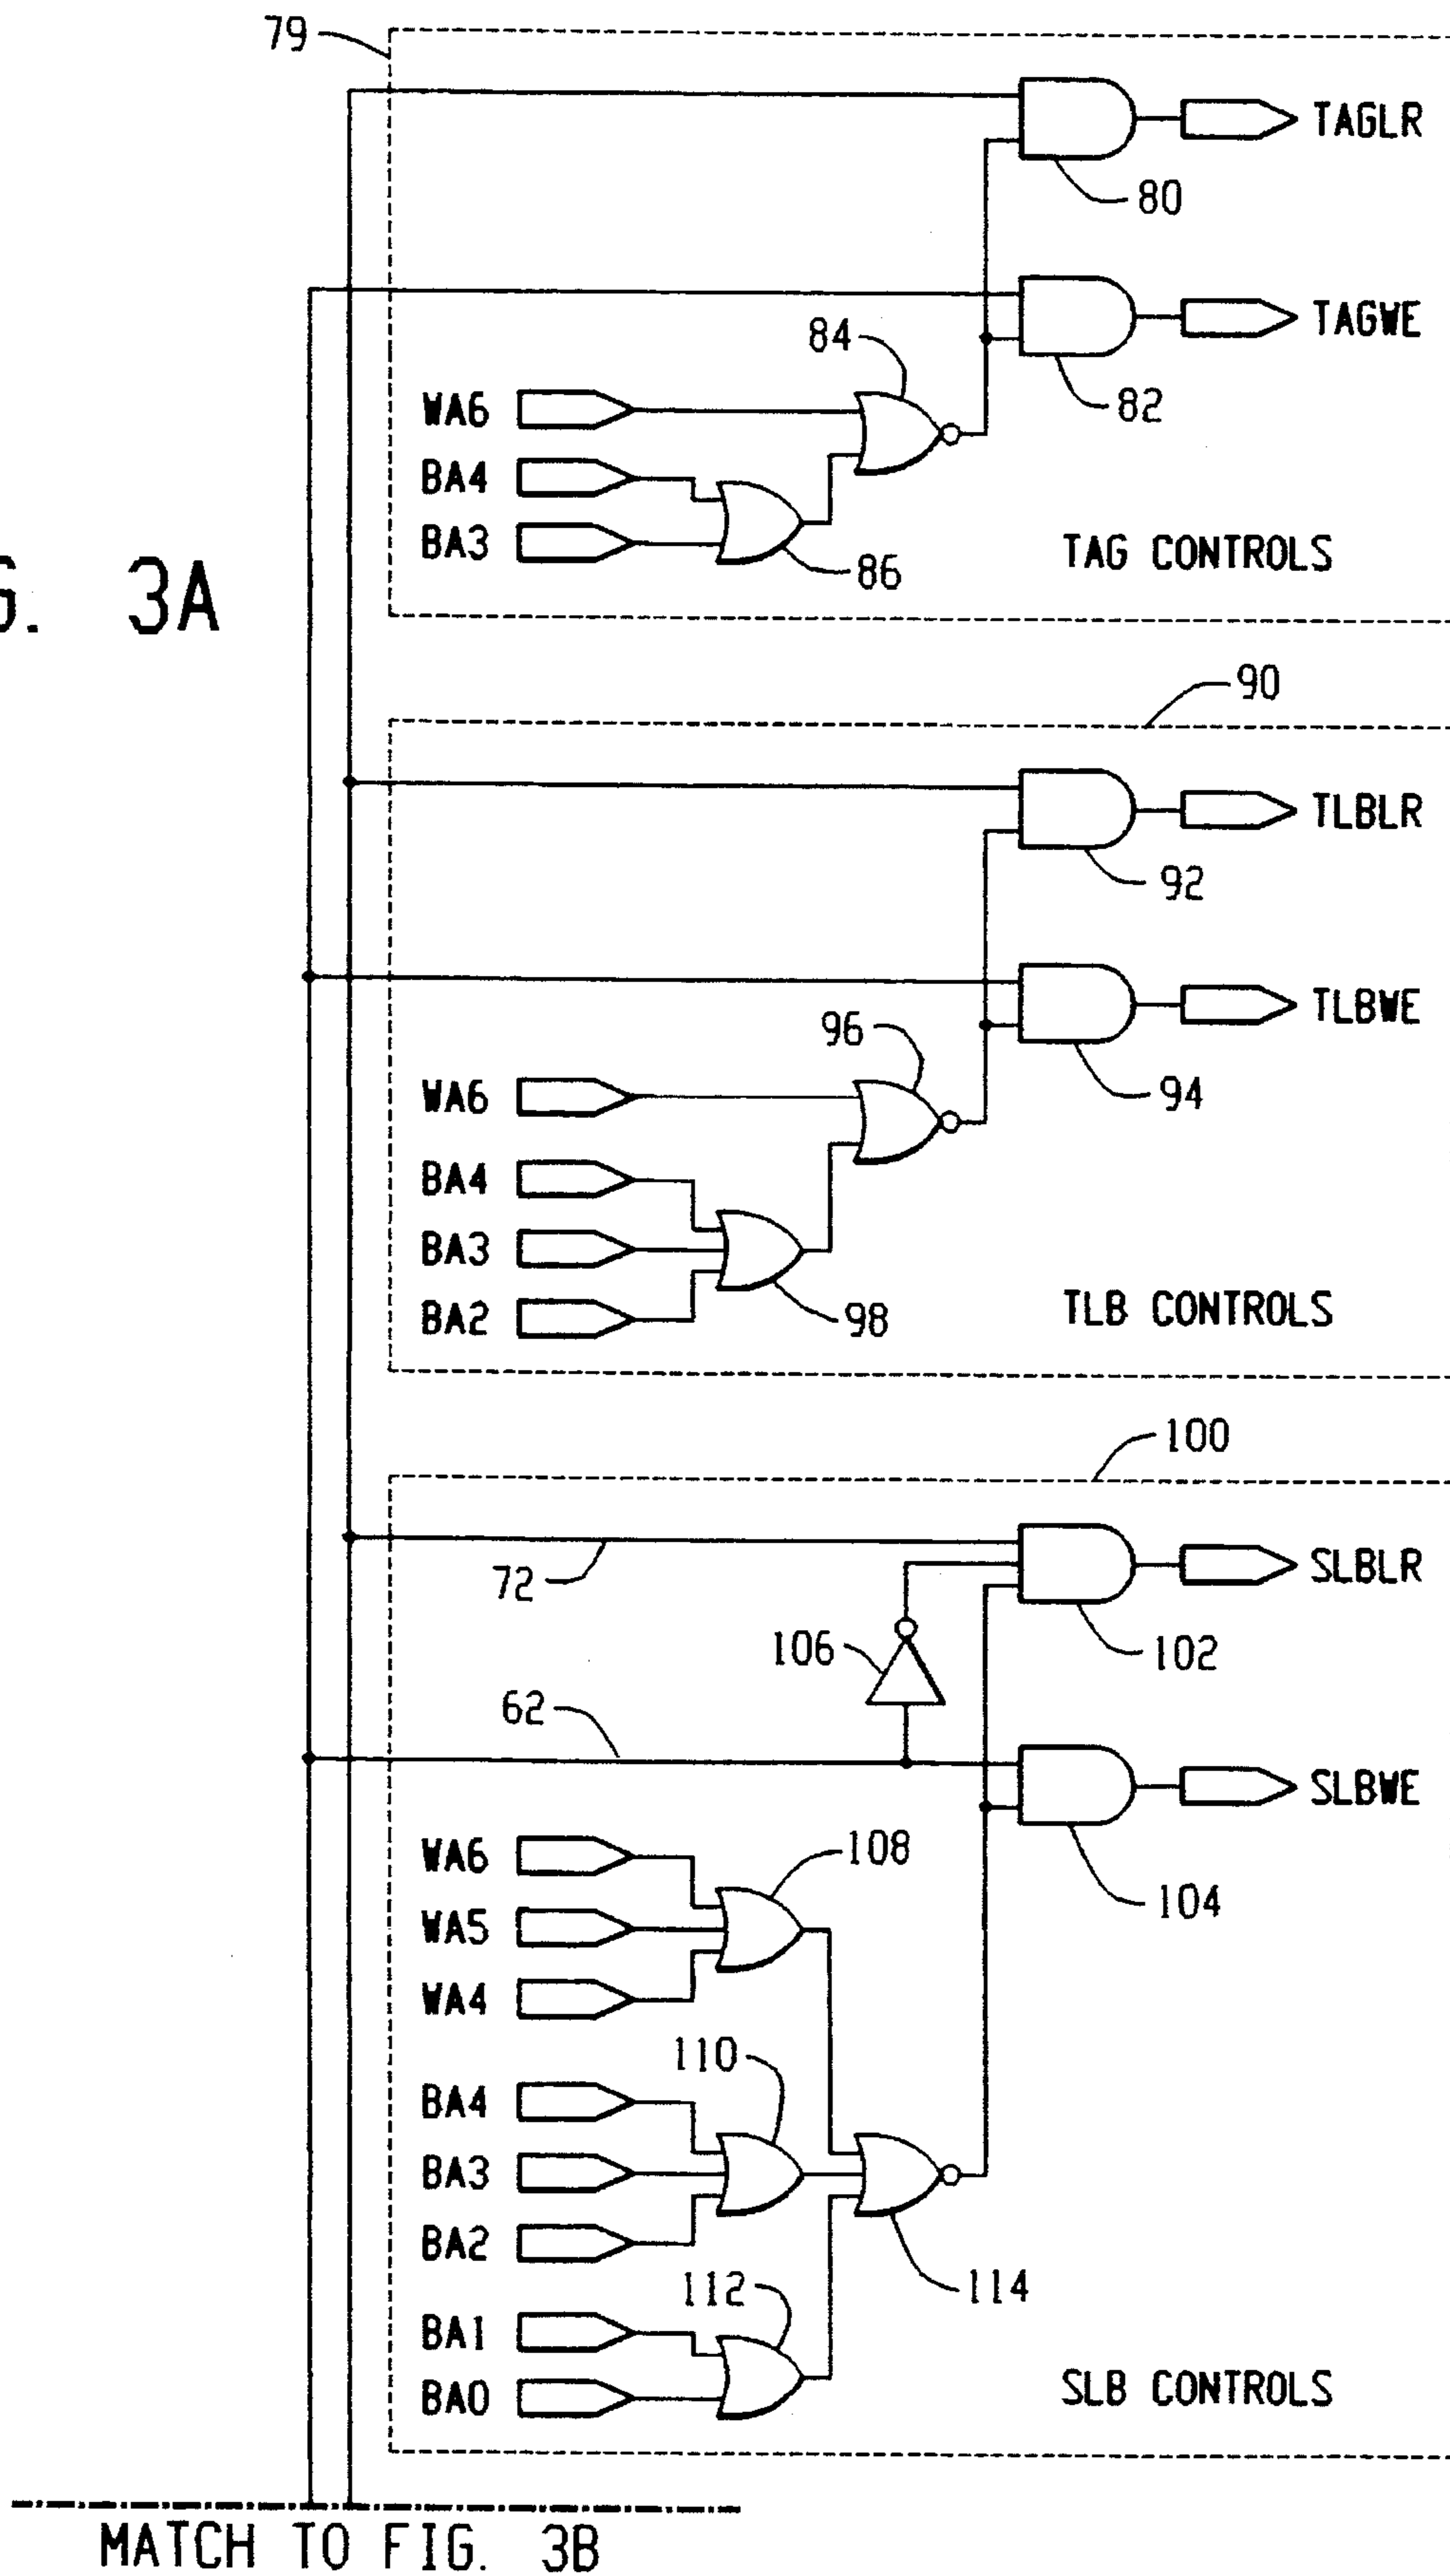 79
TAGLR
80
TAGWE
84
82
WA6
BA4
BA3
86
TAG CONTROLS
G. 3A
90
TLBLR
92
TLBWE
96
94
WA6
BA4
BA3
BA2
98
TLB CONTROLS
100
SLBLR
72
106
102
62
SLBWE
WA6
108
WA5
104
WA4
110
BA4
BA3
BA2
114
112
BA1
BA0
SLB CONTROLS
MATCH TO FIG. 3B